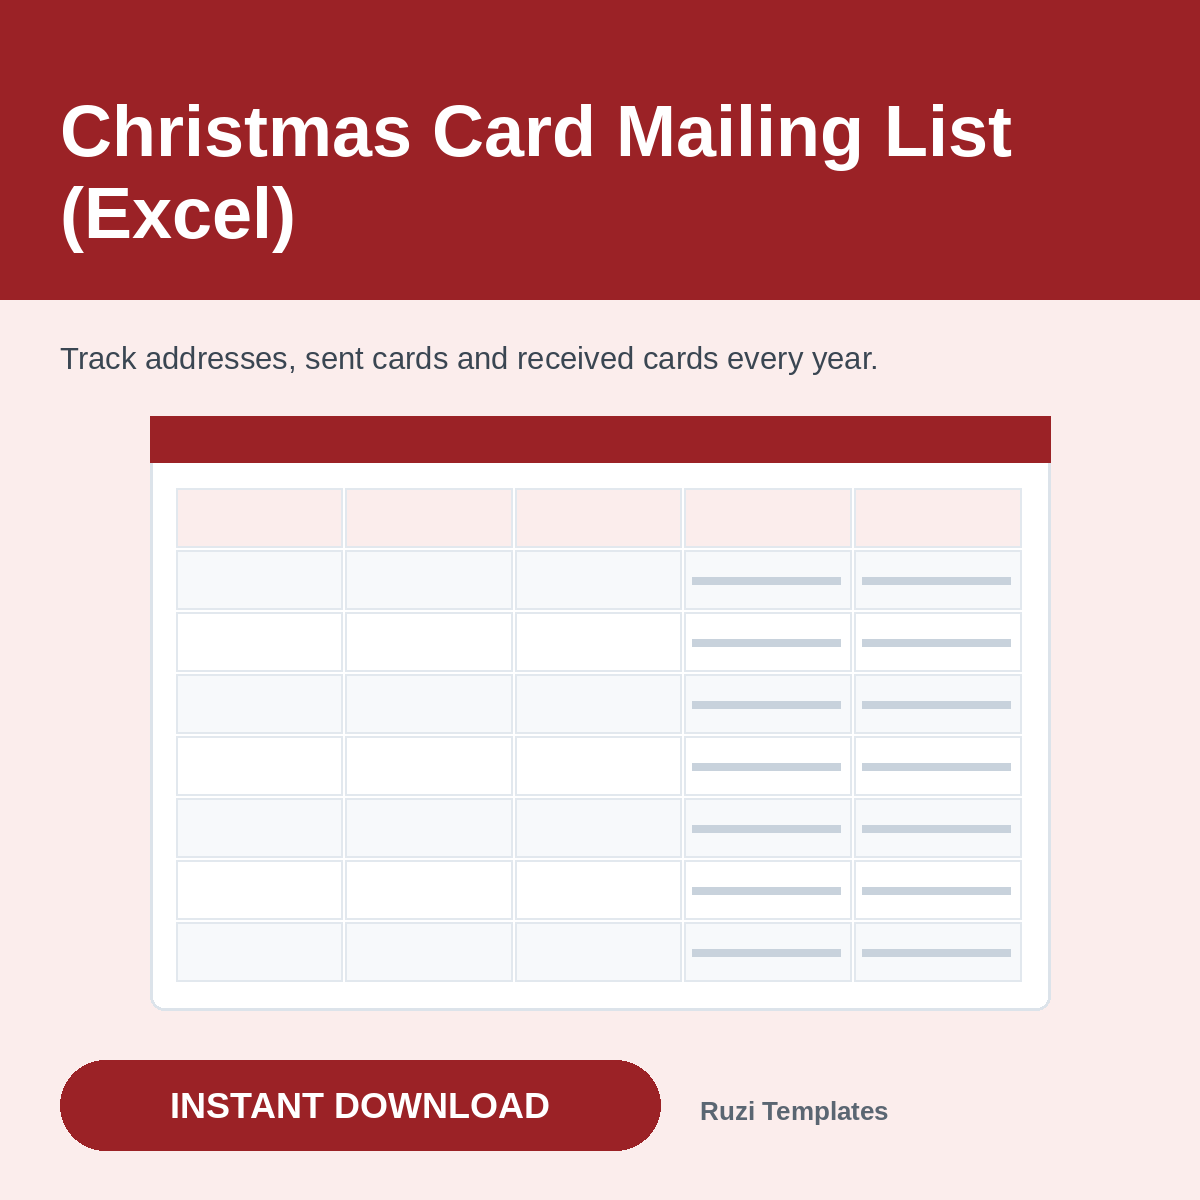 Christmas Card Mailing List
(Excel)
Track addresses, sent cards and received cards every year.
INSTANT DOWNLOAD
Ruzi Templates